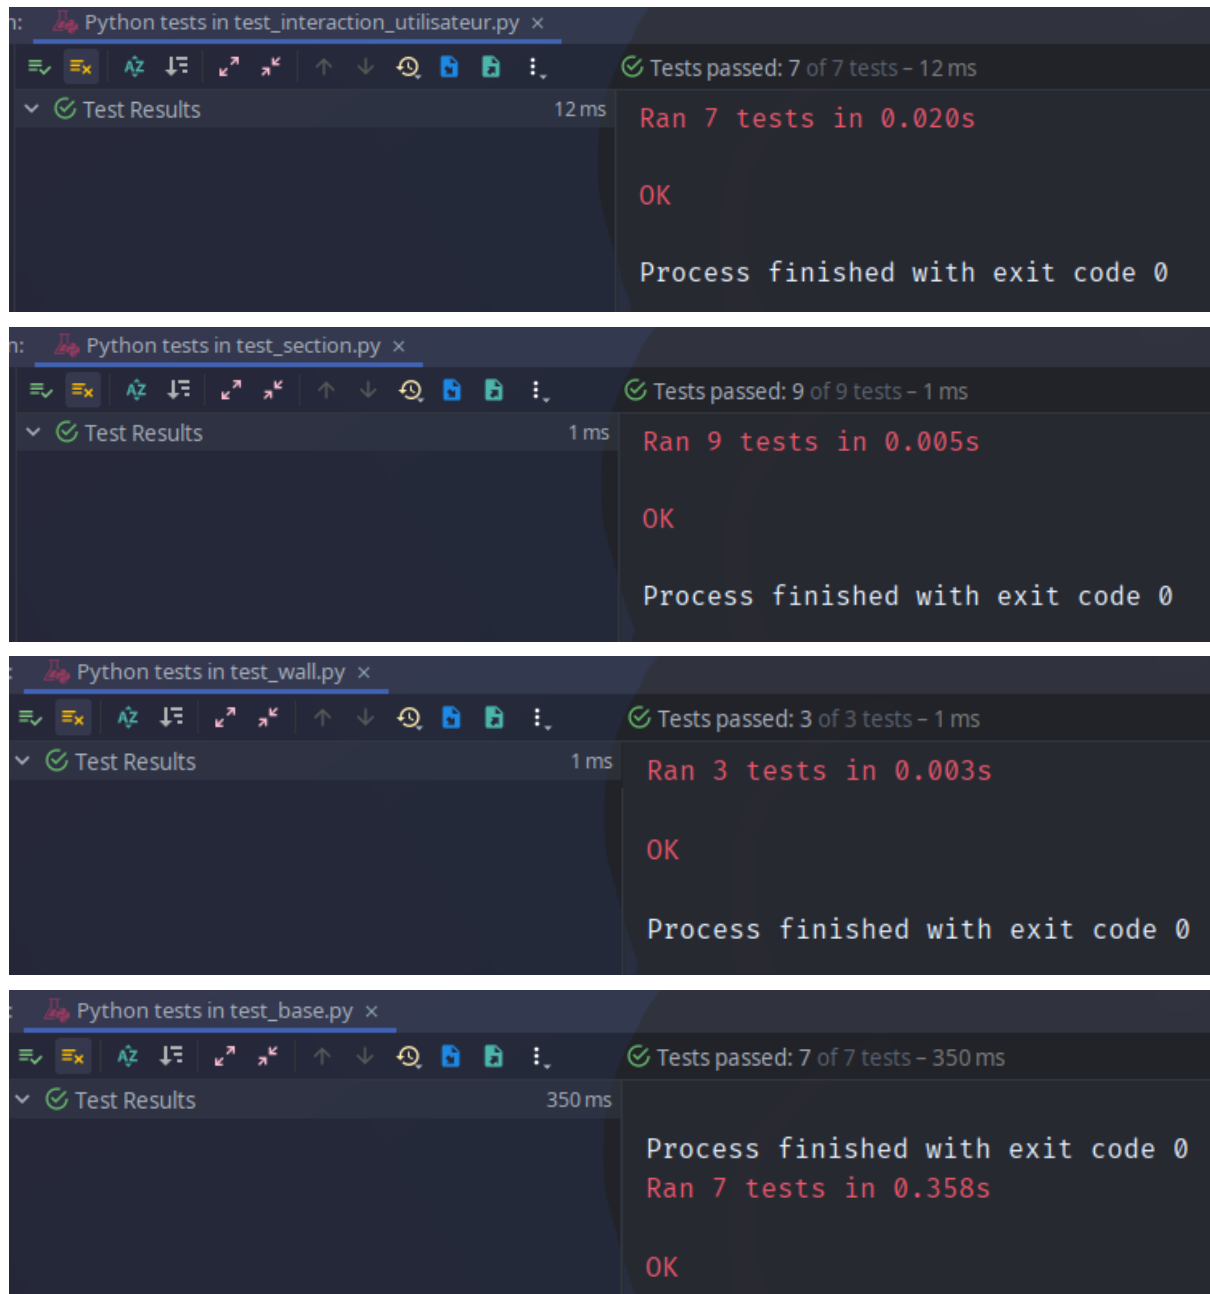 n: Python tests in test_interaction_utilisateur.py ×
Tests passed: 7 of 7 tests – 12 ms
Test Results 12 ms
Ran 7 tests in 0.020s
OK
Process finished with exit code 0
n: Python tests in test_section.py ×
Tests passed: 9 of 9 tests – 1 ms
Test Results 1 ms
Ran 9 tests in 0.005s
OK
Process finished with exit code 0
: Python tests in test_wall.py ×
Tests passed: 3 of 3 tests – 1 ms
Test Results 1 ms
Ran 3 tests in 0.003s
OK
Process finished with exit code 0
: Python tests in test_base.py ×
Tests passed: 7 of 7 tests – 350 ms
Test Results 350 ms
Process finished with exit code 0
Ran 7 tests in 0.358s
OK